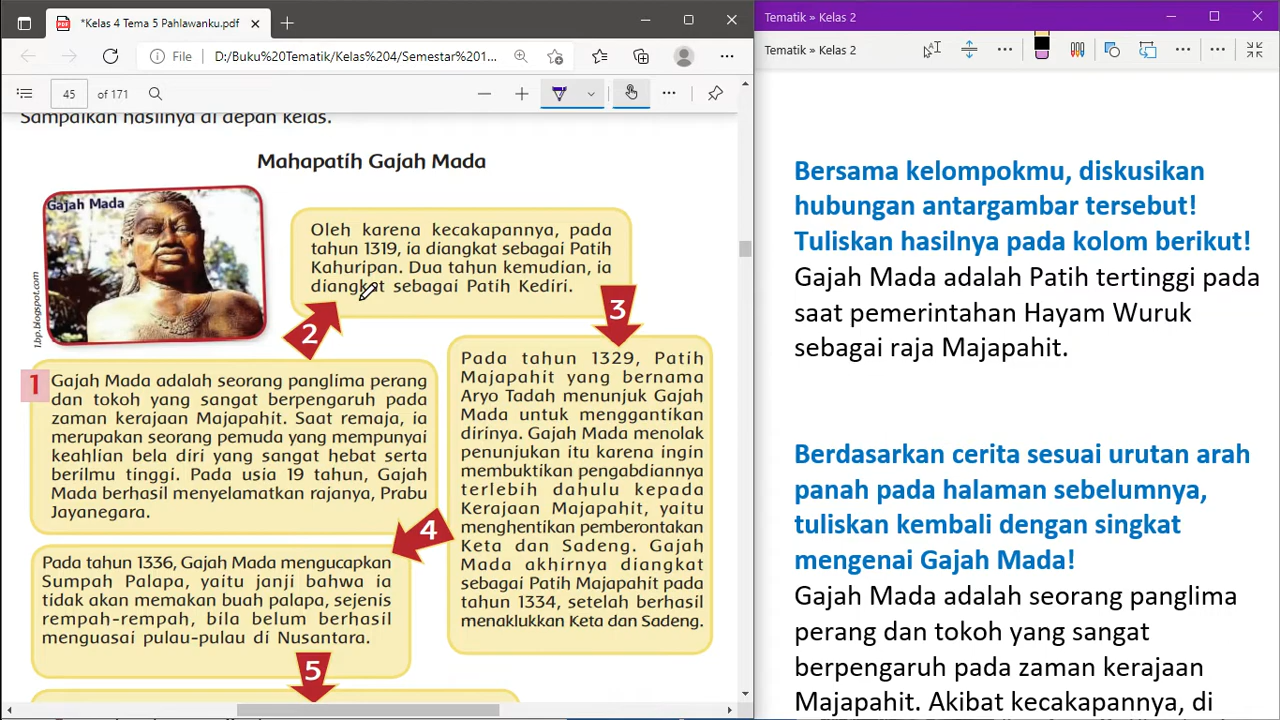 *Kelas 4 Tema 5 Pahlawanku.pdf
File
D:/Buku%20Tematik/Kelas%204/Semestar%201...
45
of 171
Sampaikan hasilnya di depan kelas.
Mahapatih Gajah Mada
Gajah Mada
1.bp.blogspot.com
Oleh karena kecakapannya, pada
tahun 1319, ia diangkat sebagai Patih
Kahuripan. Dua tahun kemudian, ia
diangkat sebagai Patih Kediri.
2
3
1
Gajah Mada adalah seorang panglima perang
dan tokoh yang sangat berpengaruh pada
zaman kerajaan Majapahit. Saat remaja, ia
merupakan seorang pemuda yang mempunyai
keahlian bela diri yang sangat hebat serta
berilmu tinggi. Pada usia 19 tahun, Gajah
Mada berhasil menyelamatkan rajanya, Prabu
Jayanegara.
Pada tahun 1329, Patih
Majapahit yang bernama
Aryo Tadah menunjuk Gajah
Mada untuk menggantikan
dirinya. Gajah Mada menolak
penunjukan itu karena ingin
membuktikan pengabdiannya
terlebih dahulu kepada
Kerajaan Majapahit, yaitu
menghentikan pemberontakan
Keta dan Sadeng. Gajah
Mada akhirnya diangkat
sebagai Patih Majapahit pada
tahun 1334, setelah berhasil
menaklukkan Keta dan Sadeng.
4
Pada tahun 1336, Gajah Mada mengucapkan
Sumpah Palapa, yaitu janji bahwa ia
tidak akan memakan buah palapa, sejenis
rempah-rempah, bila belum berhasil
menguasai pulau-pulau di Nusantara.
5
Tematik » Kelas 2
Tematik » Kelas 2
Bersama kelompokmu, diskusikan
hubungan antargambar tersebut!
Tuliskan hasilnya pada kolom berikut!
Gajah Mada adalah Patih tertinggi pada
saat pemerintahan Hayam Wuruk
sebagai raja Majapahit.
Berdasarkan cerita sesuai urutan arah
panah pada halaman sebelumnya,
tuliskan kembali dengan singkat
mengenai Gajah Mada!
Gajah Mada adalah seorang panglima
perang dan tokoh yang sangat
berpengaruh pada zaman kerajaan
Majapahit. Akibat kecakapannya, di